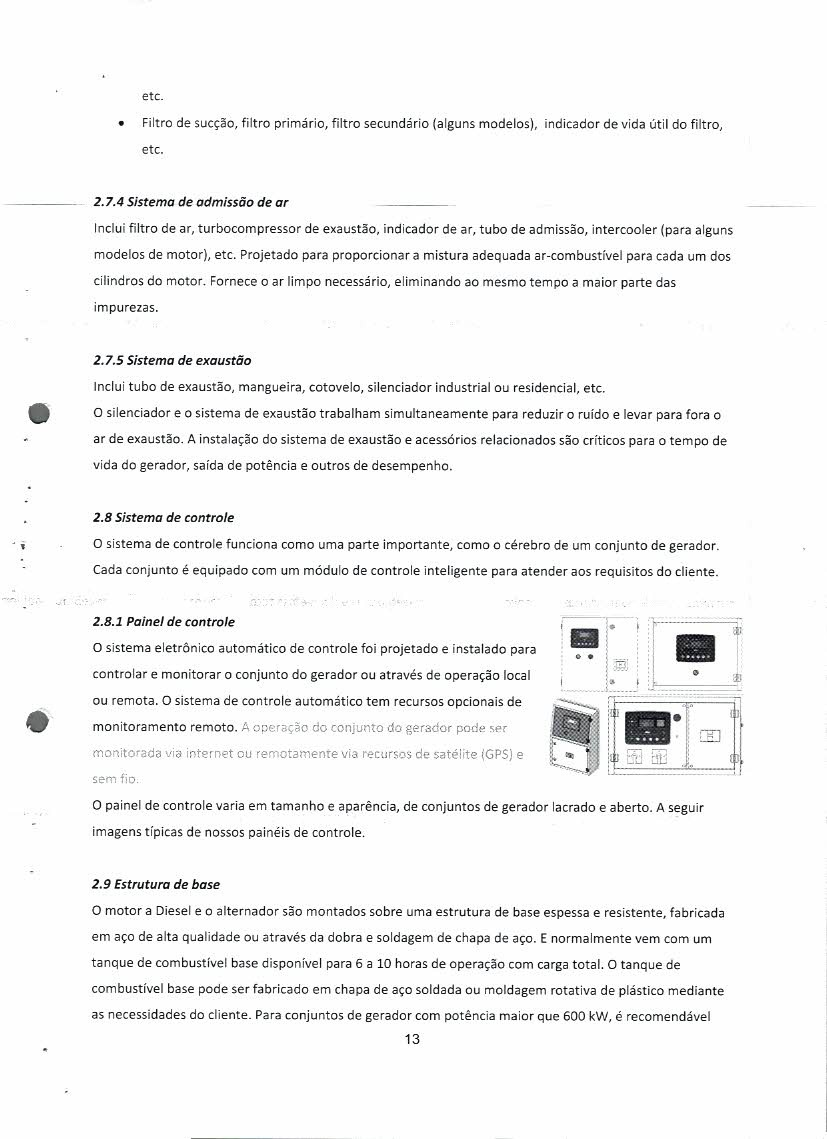 etc.
• Filtro de sucção, filtro primário, filtro secundário (alguns modelos), indicador de vida útil do filtro,
etc.
2.7.4 Sistema de admissão de ar
Inclui filtro de ar, turbocompressor de exaustão, indicador de ar, tubo de admissão, intercooler (para alguns
modelos de motor), etc. Projetado para proporcionar a mistura adequada ar-combustível para cada um dos
cilindros do motor. Fornece o ar limpo necessário, eliminando ao mesmo tempo a maior parte das
impurezas.
2.7.5 Sistema de exaustão
Inclui tubo de exaustão, mangueira, cotovelo, silenciador industrial ou residencial, etc.
O silenciador e o sistema de exaustão trabalham simultaneamente para reduzir o ruído e levar para fora o
ar de exaustão. A instalação do sistema de exaustão e acessórios relacionados são críticos para o tempo de
vida do gerador, saída de potência e outros de desempenho.
2.8 Sistema de controle
O sistema de controle funciona como uma parte importante, como o cérebro de um conjunto de gerador.
Cada conjunto é equipado com um módulo de controle inteligente para atender aos requisitos do cliente.
2.8.1 Painel de controle
O sistema eletrônico automático de controle foi projetado e instalado para
controlar e monitorar o conjunto do gerador ou através de operação local
ou remota. O sistema de controle automático tem recursos opcionais de
monitoramento remoto. A operação do conjunto do gerador pode ser
monitorada via internet ou remotamente via recursos de satélite (GPS) e
sem fio.
O painel de controle varia em tamanho e aparência, de conjuntos de gerador lacrado e aberto. A seguir
imagens típicas de nossos painéis de controle.
2.9 Estrutura de base
O motor a Diesel e o alternador são montados sobre uma estrutura de base espessa e resistente, fabricada
em aço de alta qualidade ou através da dobra e soldagem de chapa de aço. E normalmente vem com um
tanque de combustível base disponível para 6 a 10 horas de operação com carga total. O tanque de
combustível base pode ser fabricado em chapa de aço soldada ou moldagem rotativa de plástico mediante
as necessidades do cliente. Para conjuntos de gerador com potência maior que 600 kW, é recomendável
13